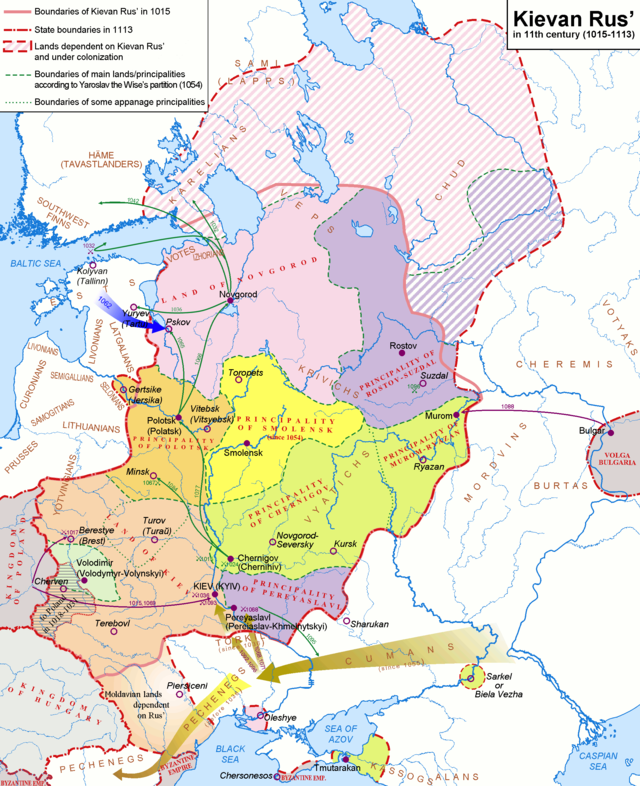 Boundaries of Kievan Rus' in 1015
State boundaries in 1113
Lands dependent on Kievan Rus'
and under colonization
Boundaries of main lands/principalities
according to Yaroslav the Wise's partition (1054)
Boundaries of some appanage principalities
Kievan Rus'
in 11th century (1015-1113)
SAMI
(LAPPS)
HÄME
(TAVASTLANDERS)
KARELIANS
CHUD
VEPS
SOUTHWEST
FINNS
1042
1032
BALTIC SEA
Kolyvan
(Tallinn)
VOTES
IZHORIANS
LAND OF NOVGOROD
ESTS
1062
Novgorod
Yuryev
(Tartu)
Pskov
VOTYAKS
LIVONIANS
LATGALIANS
LIVONIANS
CURONIANS
SEMIGALLIANS
SELONIANS
SAMOGITIANS
LITHUANIANS
PRUSSES
YOTVINGIANS
Gertsike
(Jersika)
Toropets
KRIVICHS
Rostov
PRINCIPALITY OF
ROSTOV-SUZDAL
Suzdal
CHEREMIS
Polotsk
(Polatsk)
Vitebsk
(Vitsyebsk)
PRINCIPALITY
OF POLOTSK
PRINCIPALITY
OF SMOLENSK
(since 1054)
Smolensk
Murom
1088
Bulgar
VOLGA
BULGARIA
PRINCIPALITY OF
Ryazan
MORDVINS
BURTAS
Minsk
1067
PRINCIPALITY
OF CHERNIGOV
VYATICHS
KINGDOM
OF POLAND
Berestye
(Brest)
Turov
(Turaŭ)
Novgorod-
Seversky
Kursk
Volodimir
(Volodymyr-Volynskyi)
Chernigov
(Chernihiv)
Cherven
KIEV (KYIV)
PRINCIPALITY
OF PEREYASLAVL
Pereyaslavl
(Pereiaslav-Khmelnytskyi)
Sharukan
Terebovl
CUMANS
(since 1055)
Sarkel
or
Biela Vezha
KINGDOM
OF HUNGARY
Moldavian lands
dependent
on Rus'
Piersiceni
PECHENEGS
Oleshye
SEA OF
AZOV
BLACK
SEA
CASPIAN
SEA
PECHENEGS
BYZANTINE
EMPIRE
BYZANTINE
EMPIRE
Chersonesos
BYZANTINE EMP.
Tmutarakan
KASSOGS
ALANS